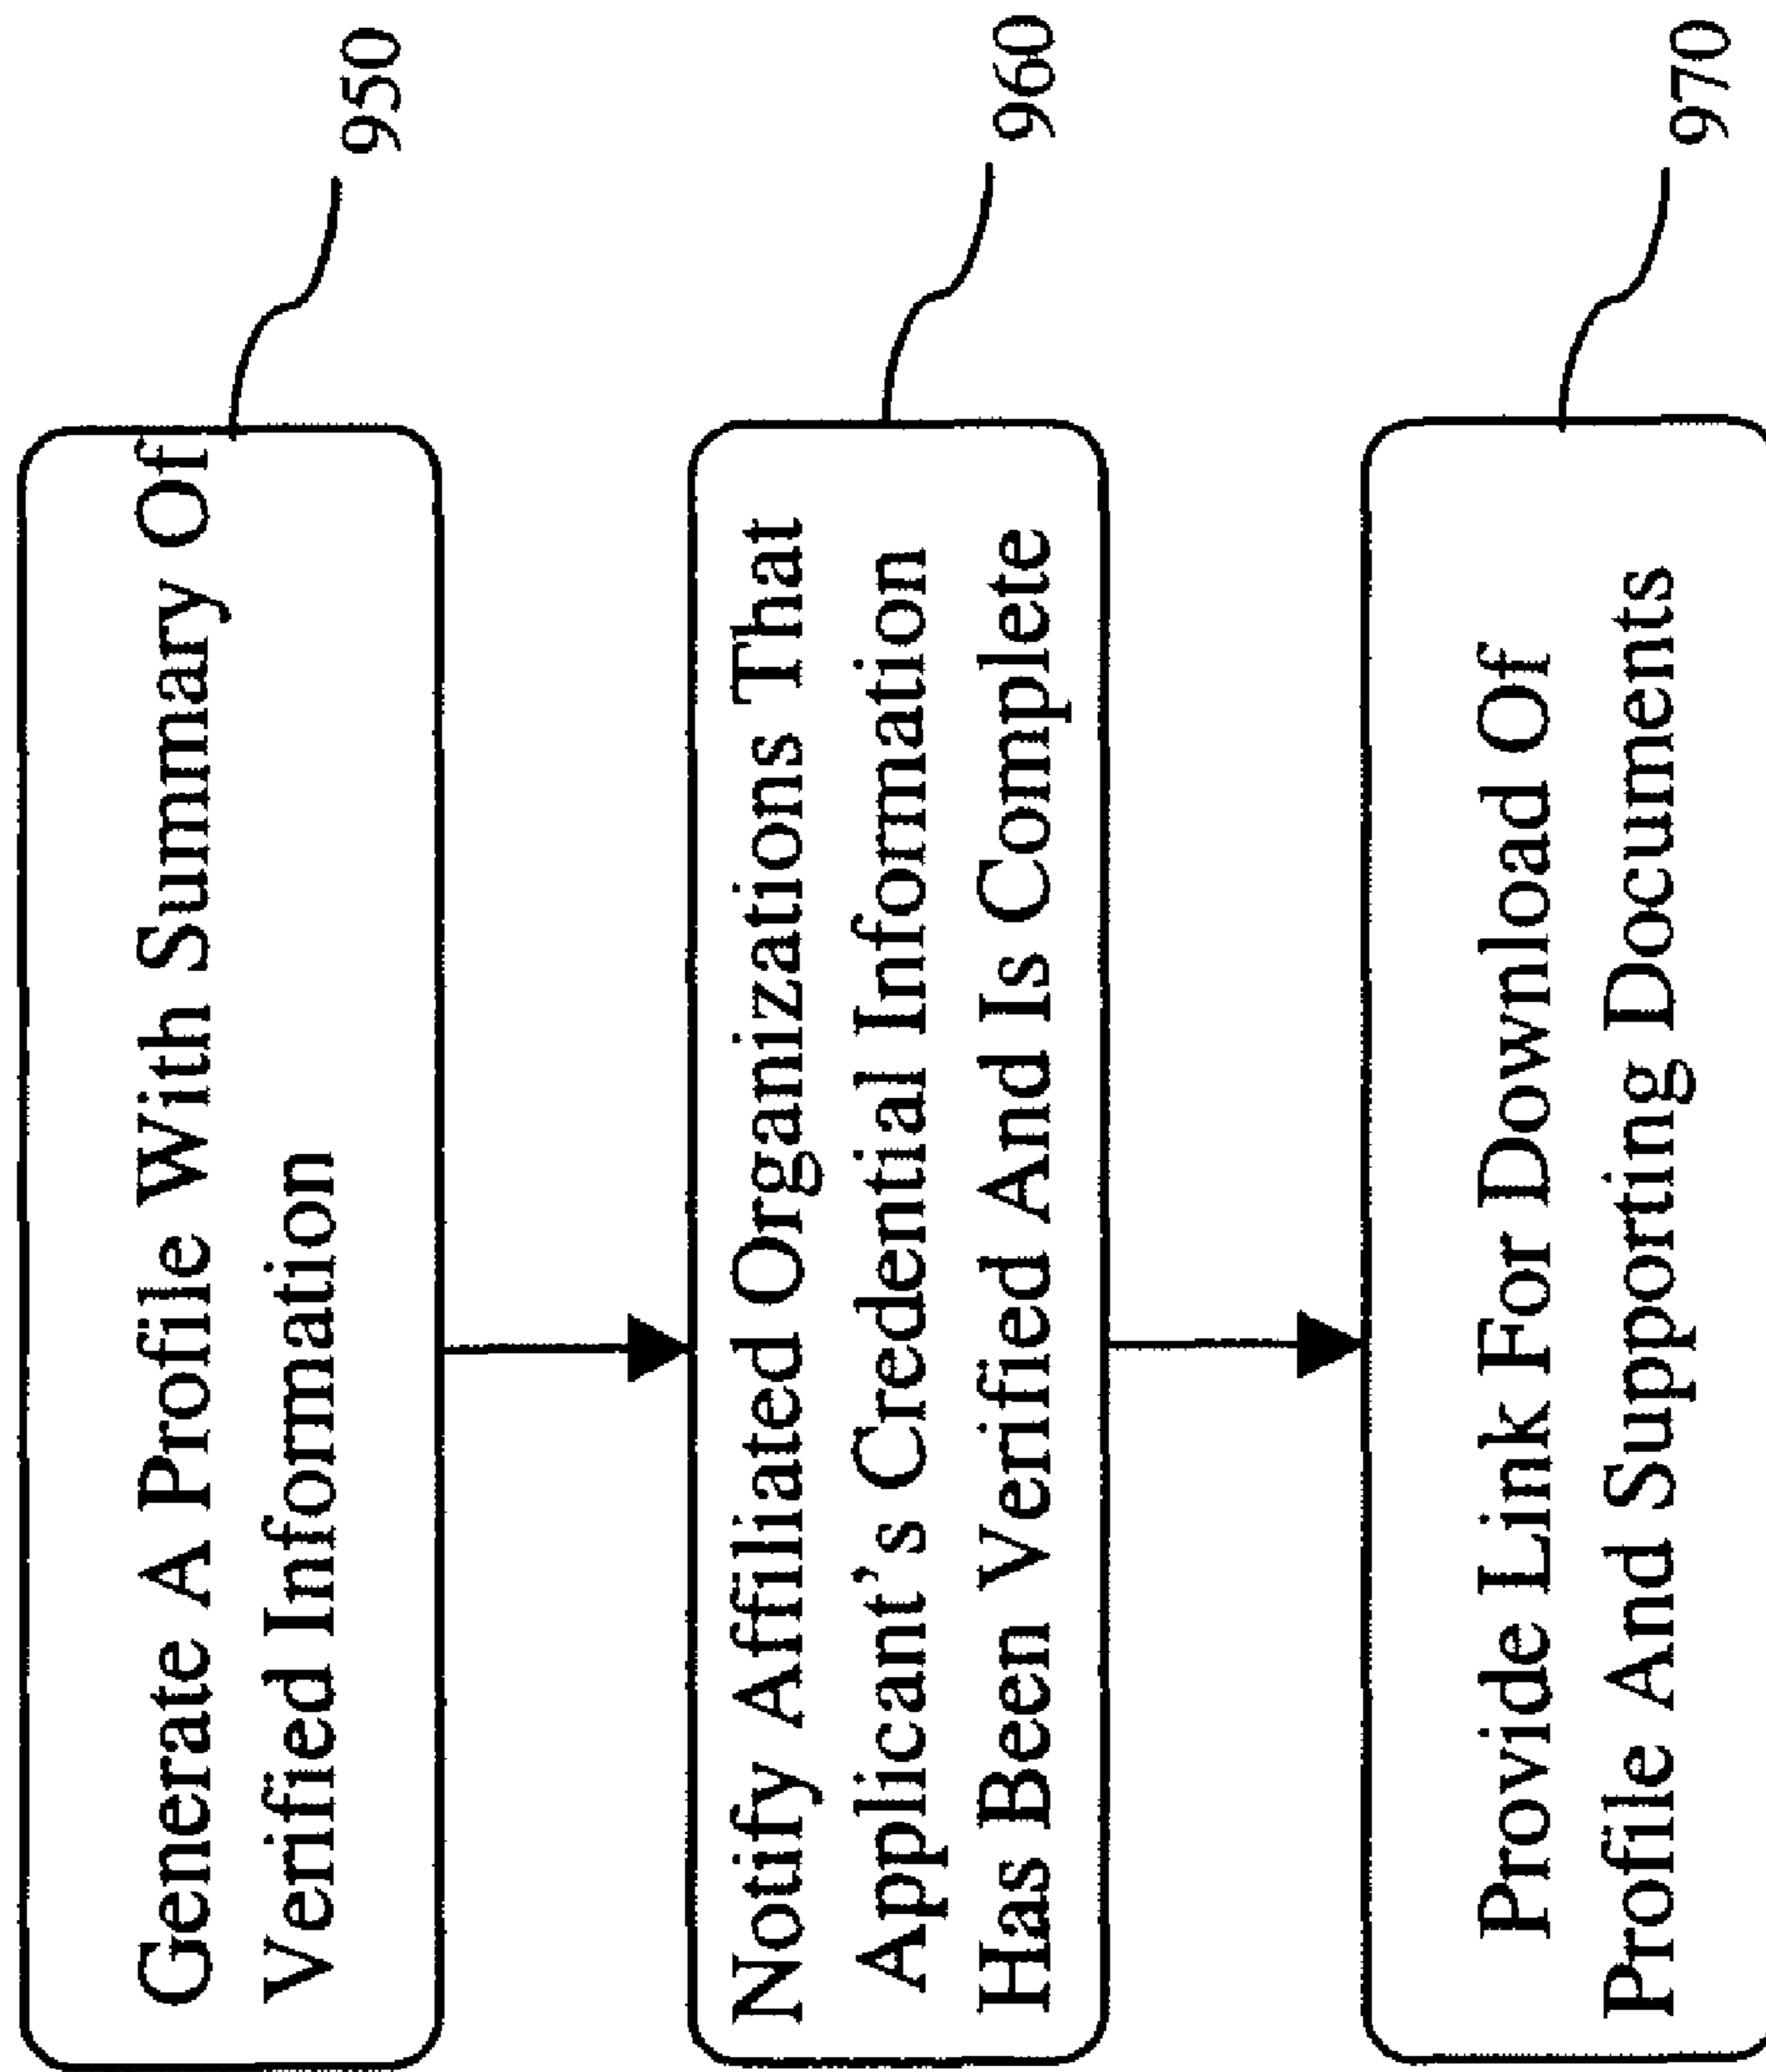 Generate A Profile With Summary Of
Verified Information
950
Notify Affiliated Organizations That
Applicant's Credential Information
Has Been Verified And Is Complete
960
Provide Link For Download Of
Profile And Supporting Documents
970